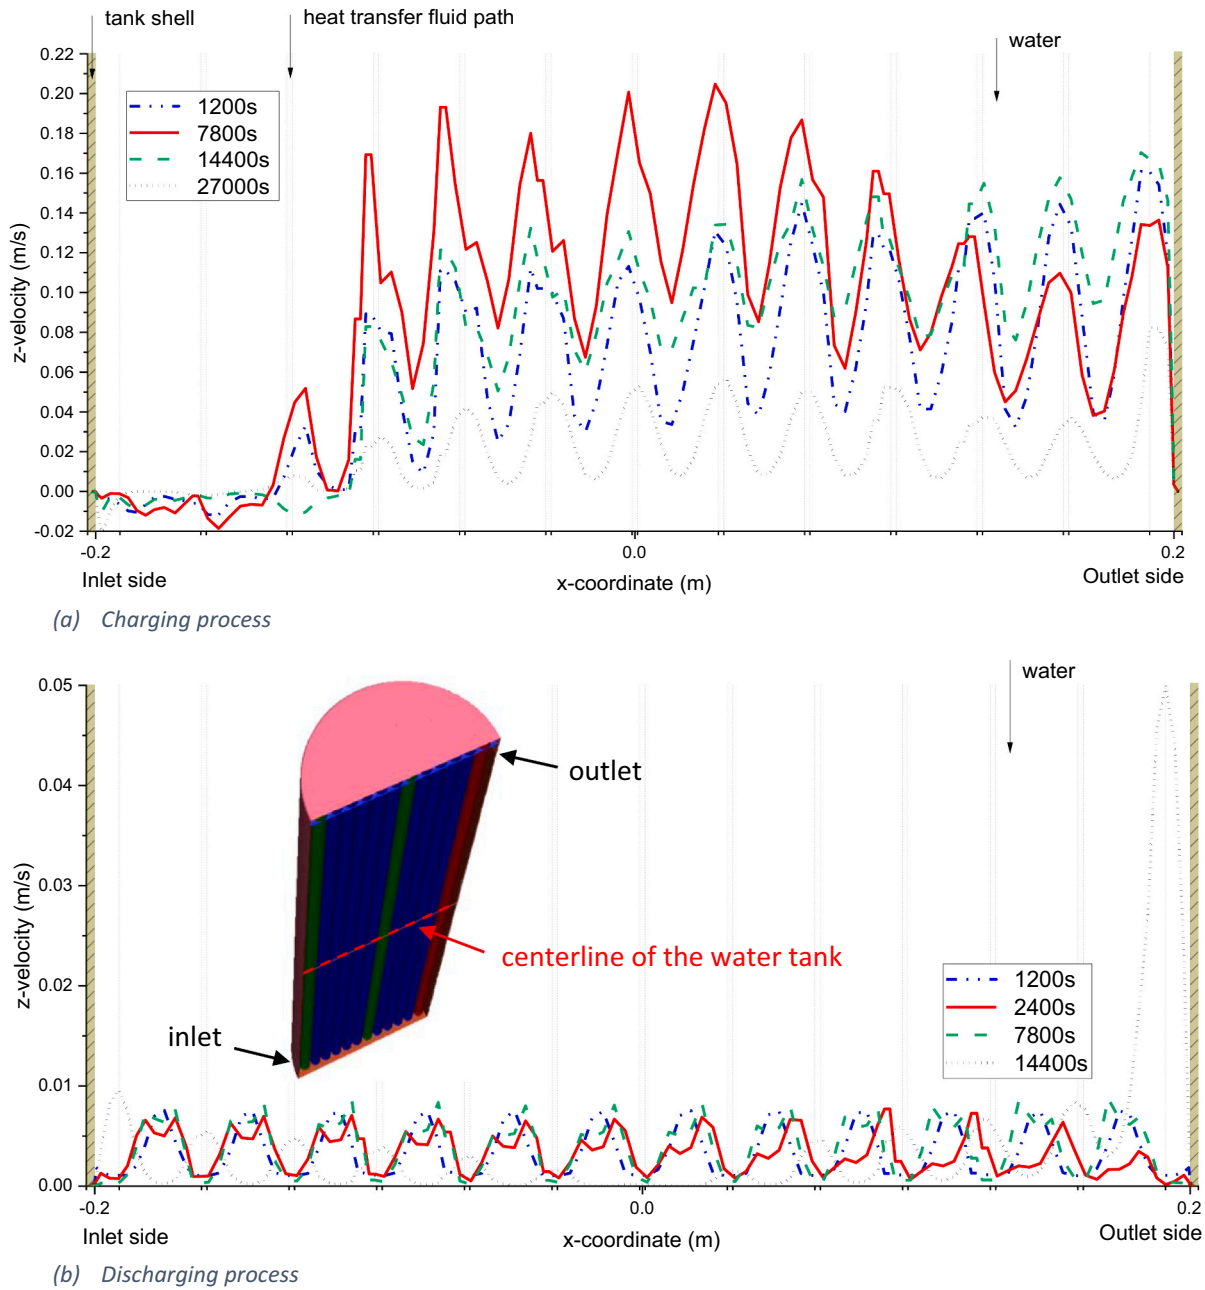 tank shell
heat transfer fluid path
water
0.22
0.20
0.18
0.16
0.14
0.12
0.10
0.08
0.06
0.04
0.02
0.00
-0.02
z-velocity (m/s)
1200s
7800s
14400s
27000s
-0.2
0.0
0.2
Inlet side
x-coordinate (m)
Outlet side
(a) Charging process
water
0.05
0.04
0.03
0.02
0.01
0.00
z-velocity (m/s)
outlet
centerline of the water tank
inlet
1200s
2400s
7800s
14400s
-0.2
0.0
0.2
Inlet side
x-coordinate (m)
Outlet side
(b) Discharging process